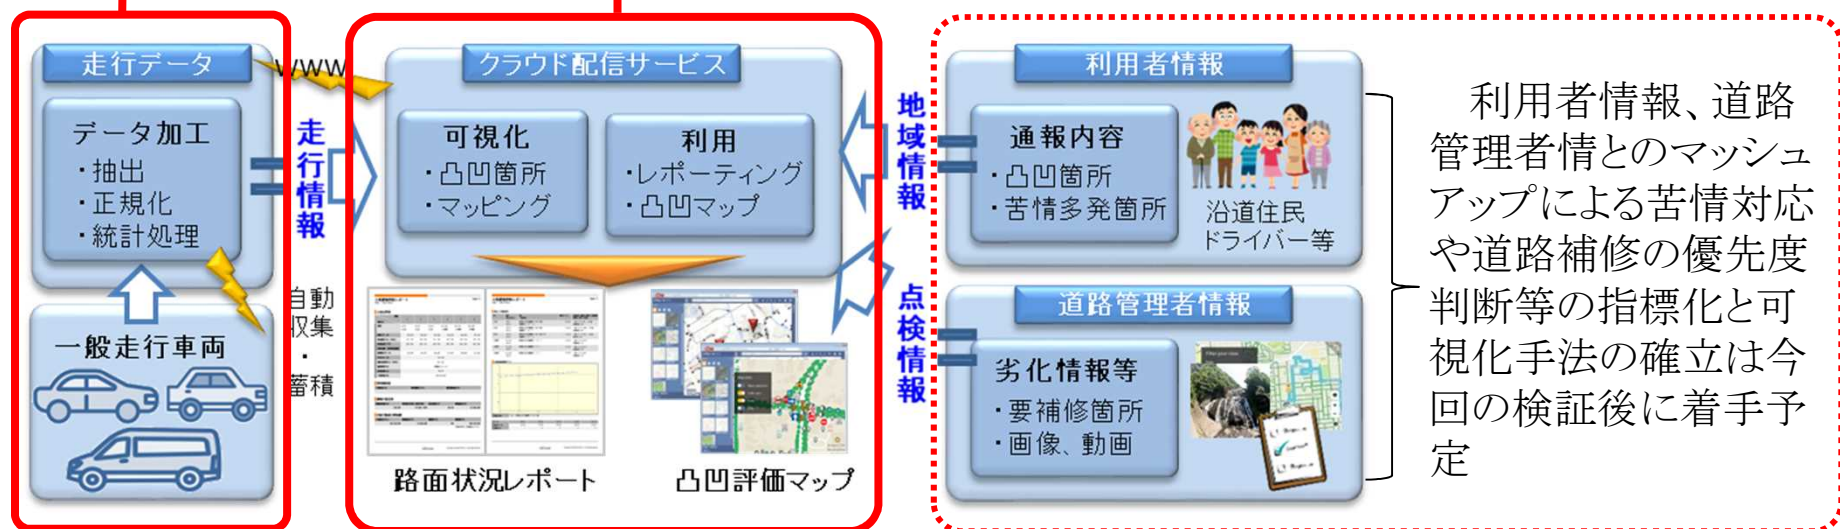 走行データ
データ加工
・抽出
・正規化
・統計処理
一般走行車両
WWW
走行情報
自動
収集
・
蓄積
クラウド配信サービス
可視化
・凸凹箇所
・マッピング
利用
・レポーティング
・凸凹マップ
路面状況レポート
凸凹評価マップ
地域情報
点検情報
利用者情報
通報内容
・凸凹箇所
・苦情多発箇所
沿道住民
ドライバー等
道路管理者情報
劣化情報等
・要補修箇所
・画像、動画
利用者情報、道路
管理者情とのマッシュ
アップによる苦情対応
や道路補修の優先度
判断等の指標化と可
視化手法の確立は今
回の検証後に着手予
定